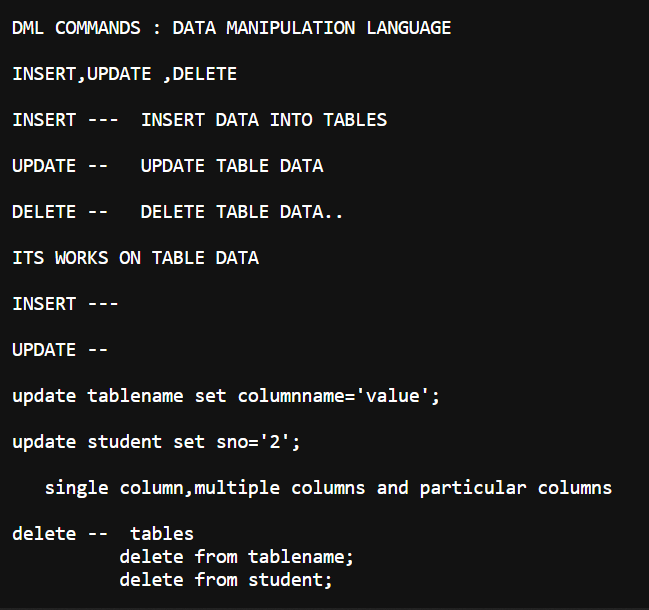 DML COMMANDS : DATA MANIPULATION LANGUAGE
INSERT,UPDATE ,DELETE
INSERT ---  INSERT DATA INTO TABLES
UPDATE --   UPDATE TABLE DATA
DELETE --   DELETE TABLE DATA..
ITS WORKS ON TABLE DATA
INSERT ---
UPDATE --
update tablename set columnname='value';
update student set sno='2';
single column,multiple columns and particular columns
delete --  tables
delete from tablename;
delete from student;